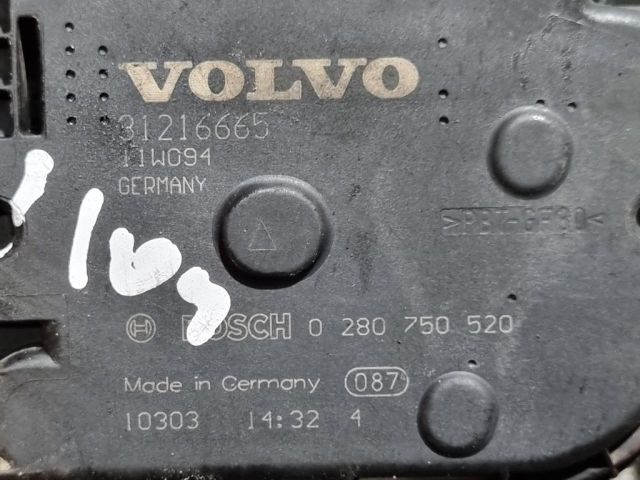 VOLVO
31216665
11W094
GERMANY
>PBT-GF30<
BOSCH 0 280 750 520
Made in Germany 087
10303 14:32 4